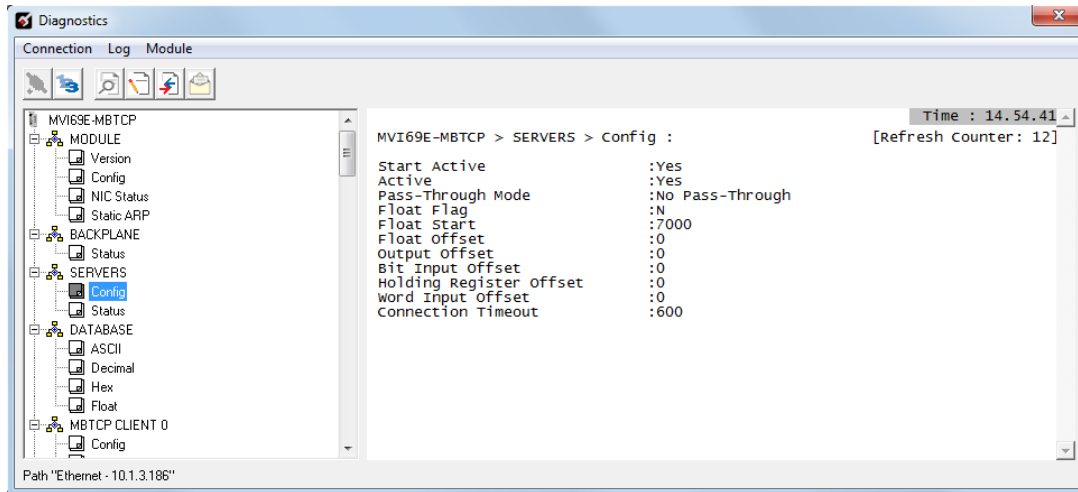 Diagnostics
Connection Log Module
MVI69E-MBTCP
MODULE
Version
Config
NIC Status
Static ARP
BACKPLANE
Status
SERVERS
Config
Status
DATABASE
ASCII
Decimal
Hex
Float
MBTCP CLIENT 0
Config
Time : 14.54.41
MVI69E-MBTCP > SERVERS > Config : [Refresh Counter: 12]
Start Active :Yes
Active :Yes
Pass-Through Mode :No Pass-Through
Float Flag :N
Float Start :7000
Float Offset :0
Output Offset :0
Bit Input Offset :0
Holding Register Offset :0
Word Input Offset :0
Connection Timeout :600
Path "Ethernet - 10.1.3.186"